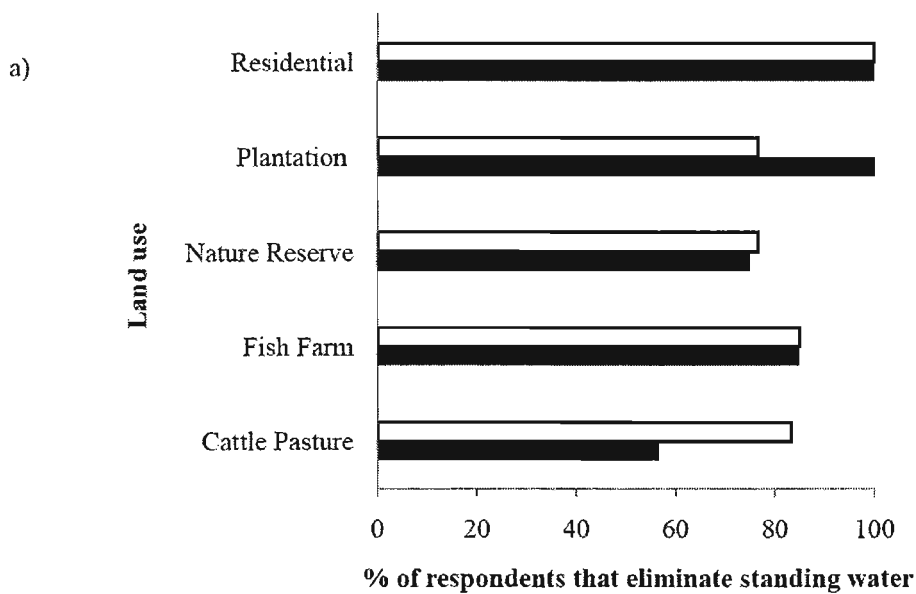 a)
Residential
Plantation
Nature Reserve
Fish Farm
Cattle Pasture
Land use
0 20 40 60 80 100
% of respondents that eliminate standing water